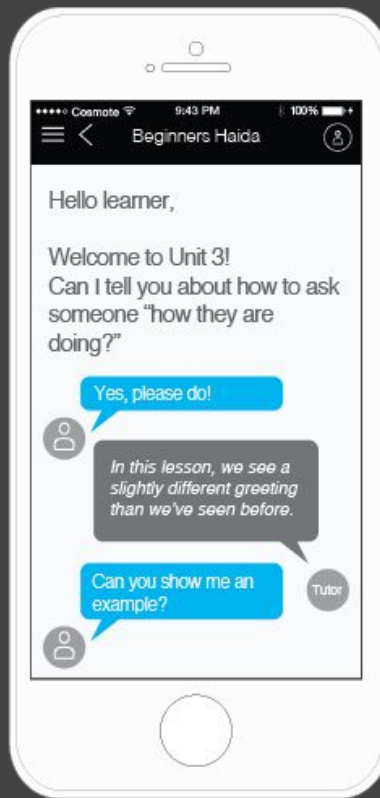 Cosmote 9:43 PM 100%
Beginners Haida
Hello learner,
Welcome to Unit 3!
Can I tell you about how to ask
someone “how they are
doing?”
Yes, please do!
In this lesson, we see a
slightly different greeting
than we've seen before.
Tutor
Can you show me an
example?